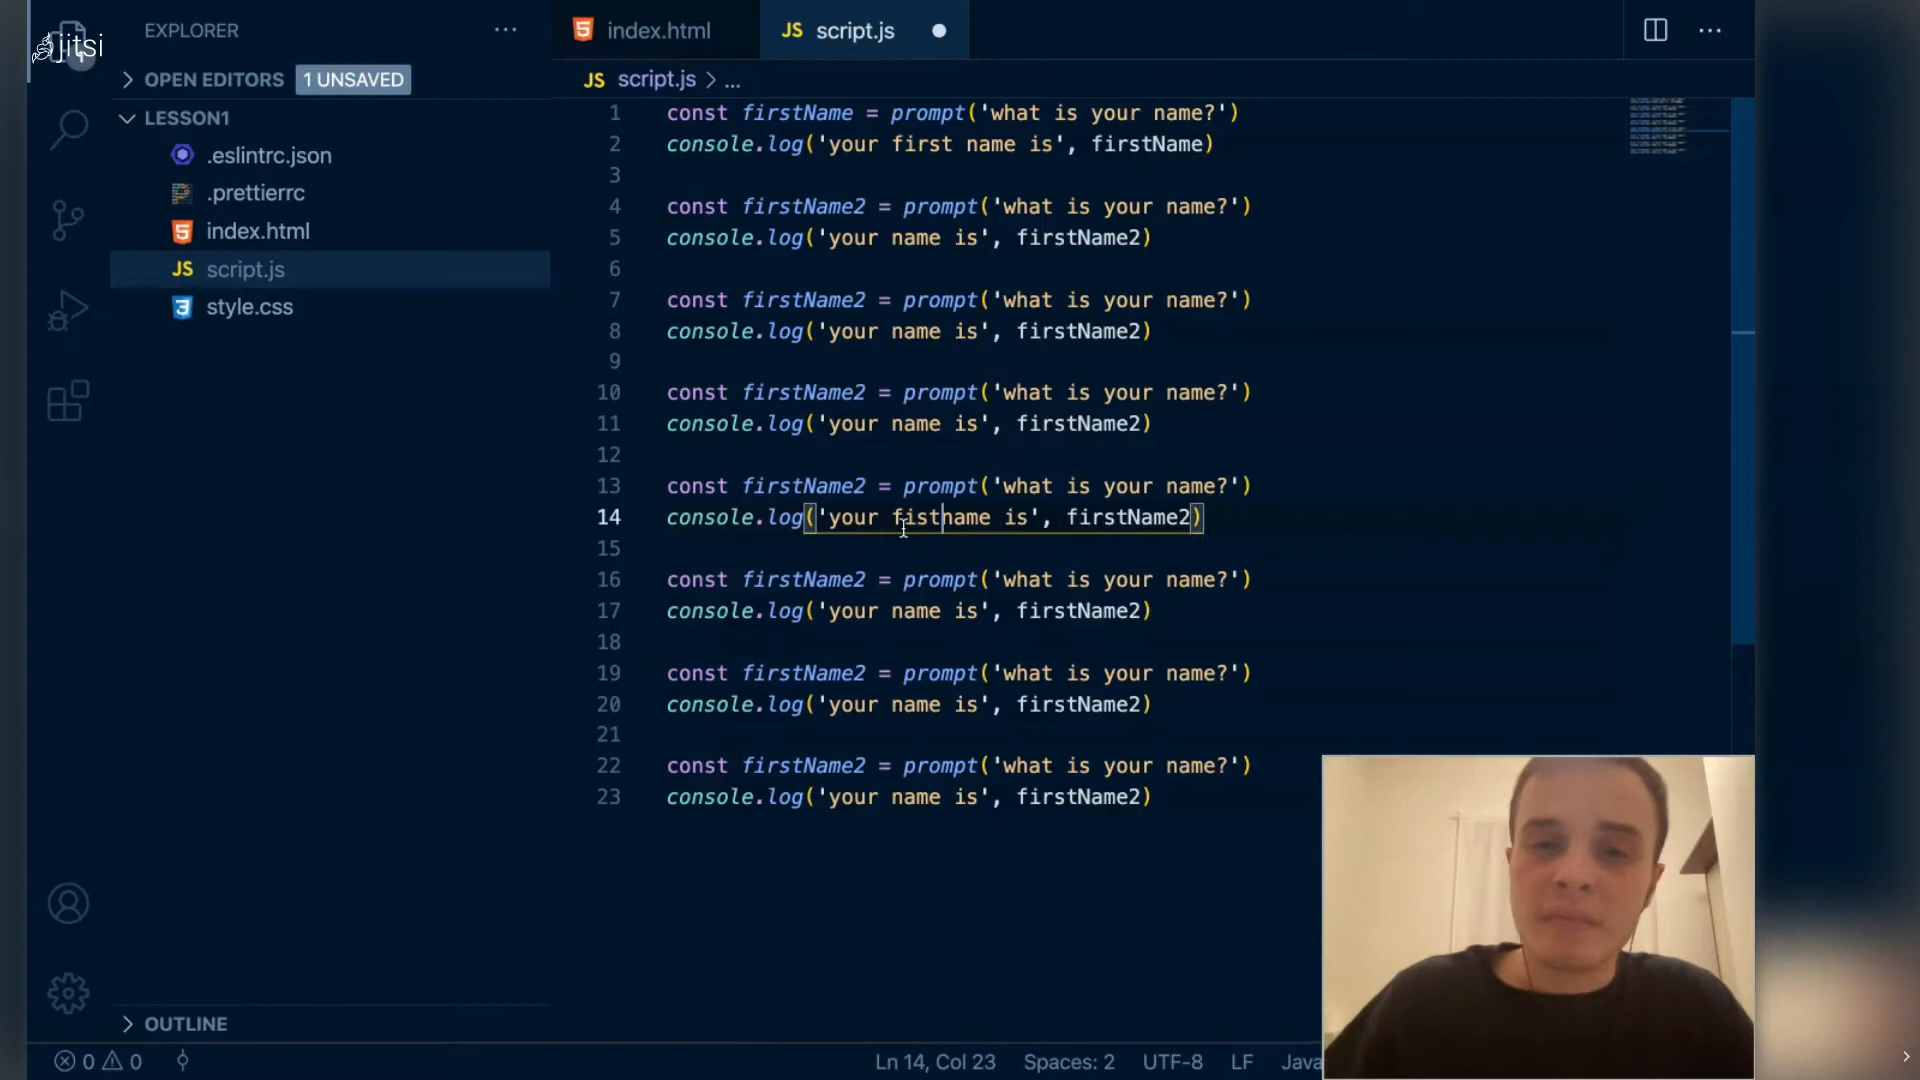 jitsi
EXPLORER
OPEN EDITORS 1 UNSAVED
LESSON1
.eslintrc.json
.prettierrc
index.html
JS script.js
style.css
OUTLINE
index.html
JS script.js
JS script.js > ...
1 const firstName = prompt('what is your name?')
2 console.log('your first name is', firstName)
3
4 const firstName2 = prompt('what is your name?')
5 console.log('your name is', firstName2)
6
7 const firstName2 = prompt('what is your name?')
8 console.log('your name is', firstName2)
9
10 const firstName2 = prompt('what is your name?')
11 console.log('your name is', firstName2)
12
13 const firstName2 = prompt('what is your name?')
14 console.log('your fistname is', firstName2)
15
16 const firstName2 = prompt('what is your name?')
17 console.log('your name is', firstName2)
18
19 const firstName2 = prompt('what is your name?')
20 console.log('your name is', firstName2)
21
22 const firstName2 = prompt('what is your name?')
23 console.log('your name is', firstName2)
0 0 Ln 14, Col 23 Spaces: 2 UTF-8 LF Java